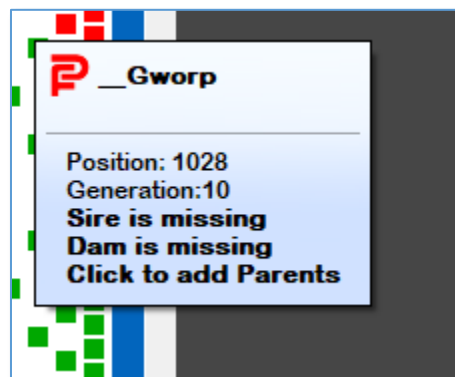 __Gworp
Position: 1028
Generation:10
Sire is missing
Dam is missing
Click to add Parents